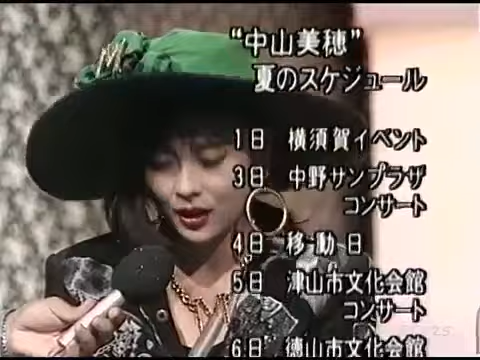 “中山美穂”
夏のスケジュール
1日 横須賀イベント
3日 中野サンプラザ
コンサート
4日 移動日
5日 津山市文化会館
コンサート
6日 徳山市文化会館